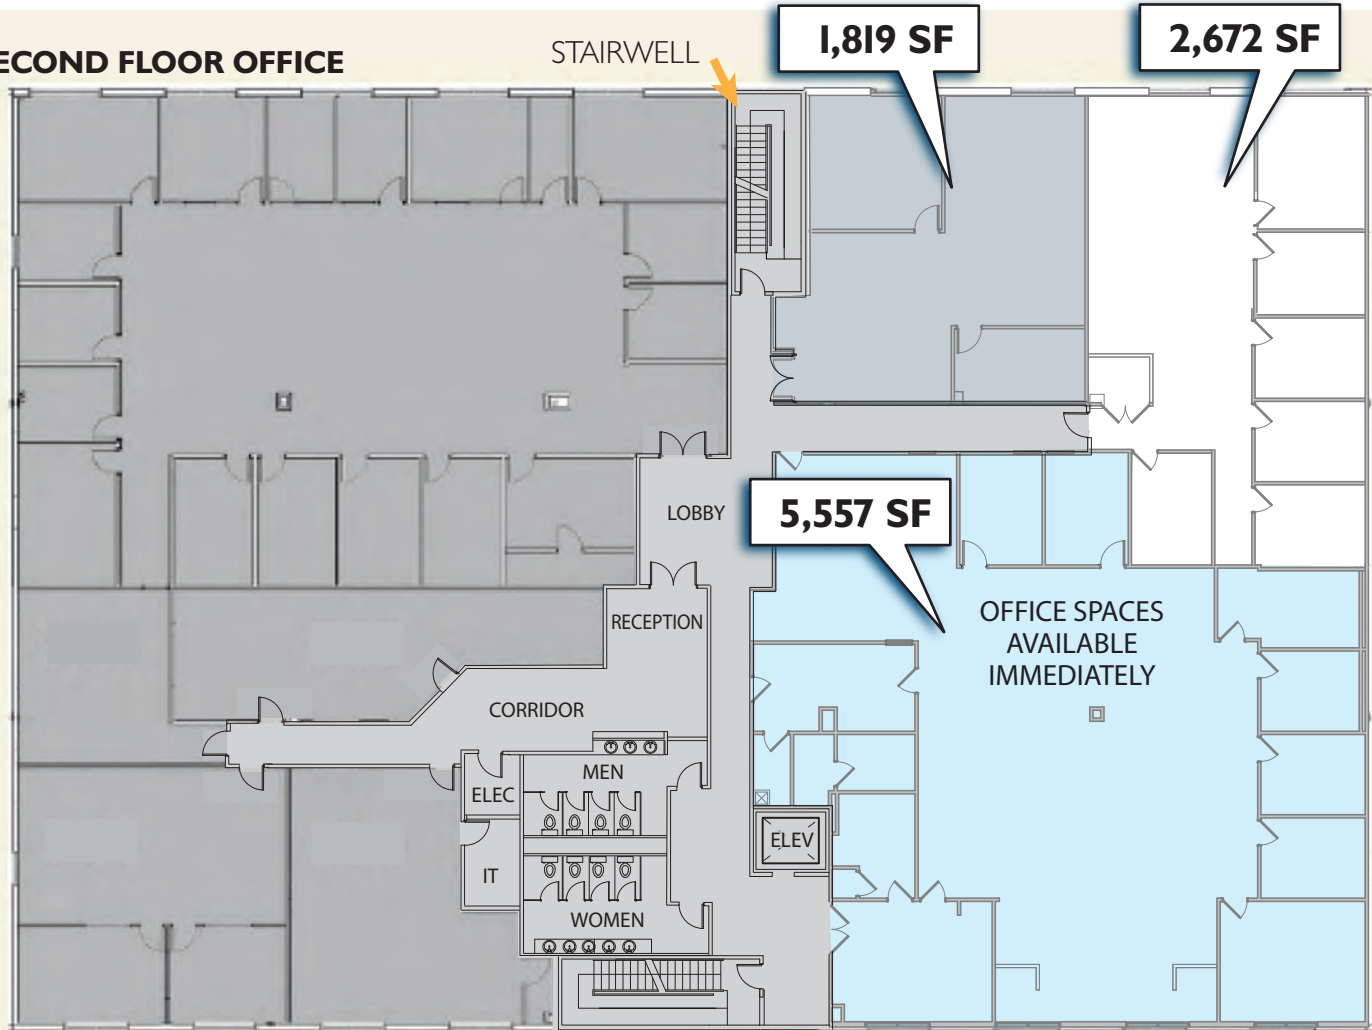 ECOND FLOOR OFFICE
STAIRWELL
1,819 SF
2,672 SF
LOBBY
5,557 SF
RECEPTION
OFFICE SPACES
AVAILABLE
IMMEDIATELY
CORRIDOR
MEN
ELEC
ELEV
IT
WOMEN